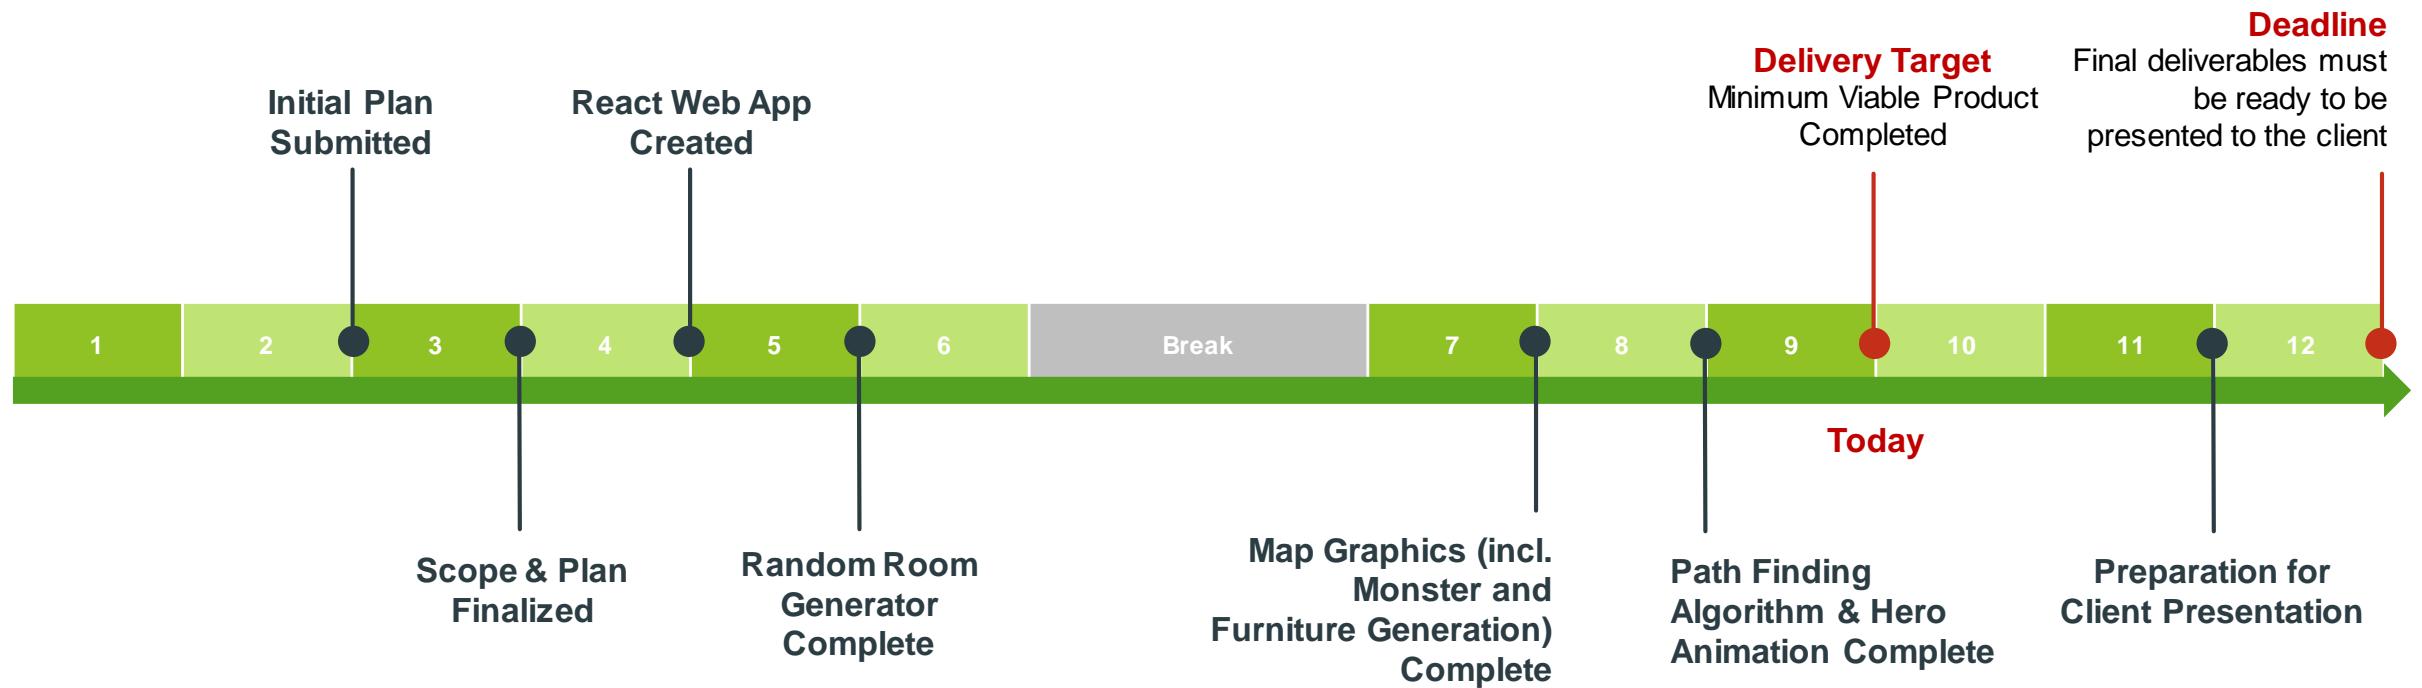 Deadline
Final deliverables must
be ready to be
presented to the client
Delivery Target
Minimum Viable Product
Completed
Initial Plan
Submitted
React Web App
Created
1
2
3
4
5
6
Break
7
8
9
10
11
12
Today
Scope & Plan
Finalized
Random Room
Generator
Complete
Map Graphics (incl.
Monster and
Furniture Generation)
Complete
Path Finding
Algorithm & Hero
Animation Complete
Preparation for
Client Presentation